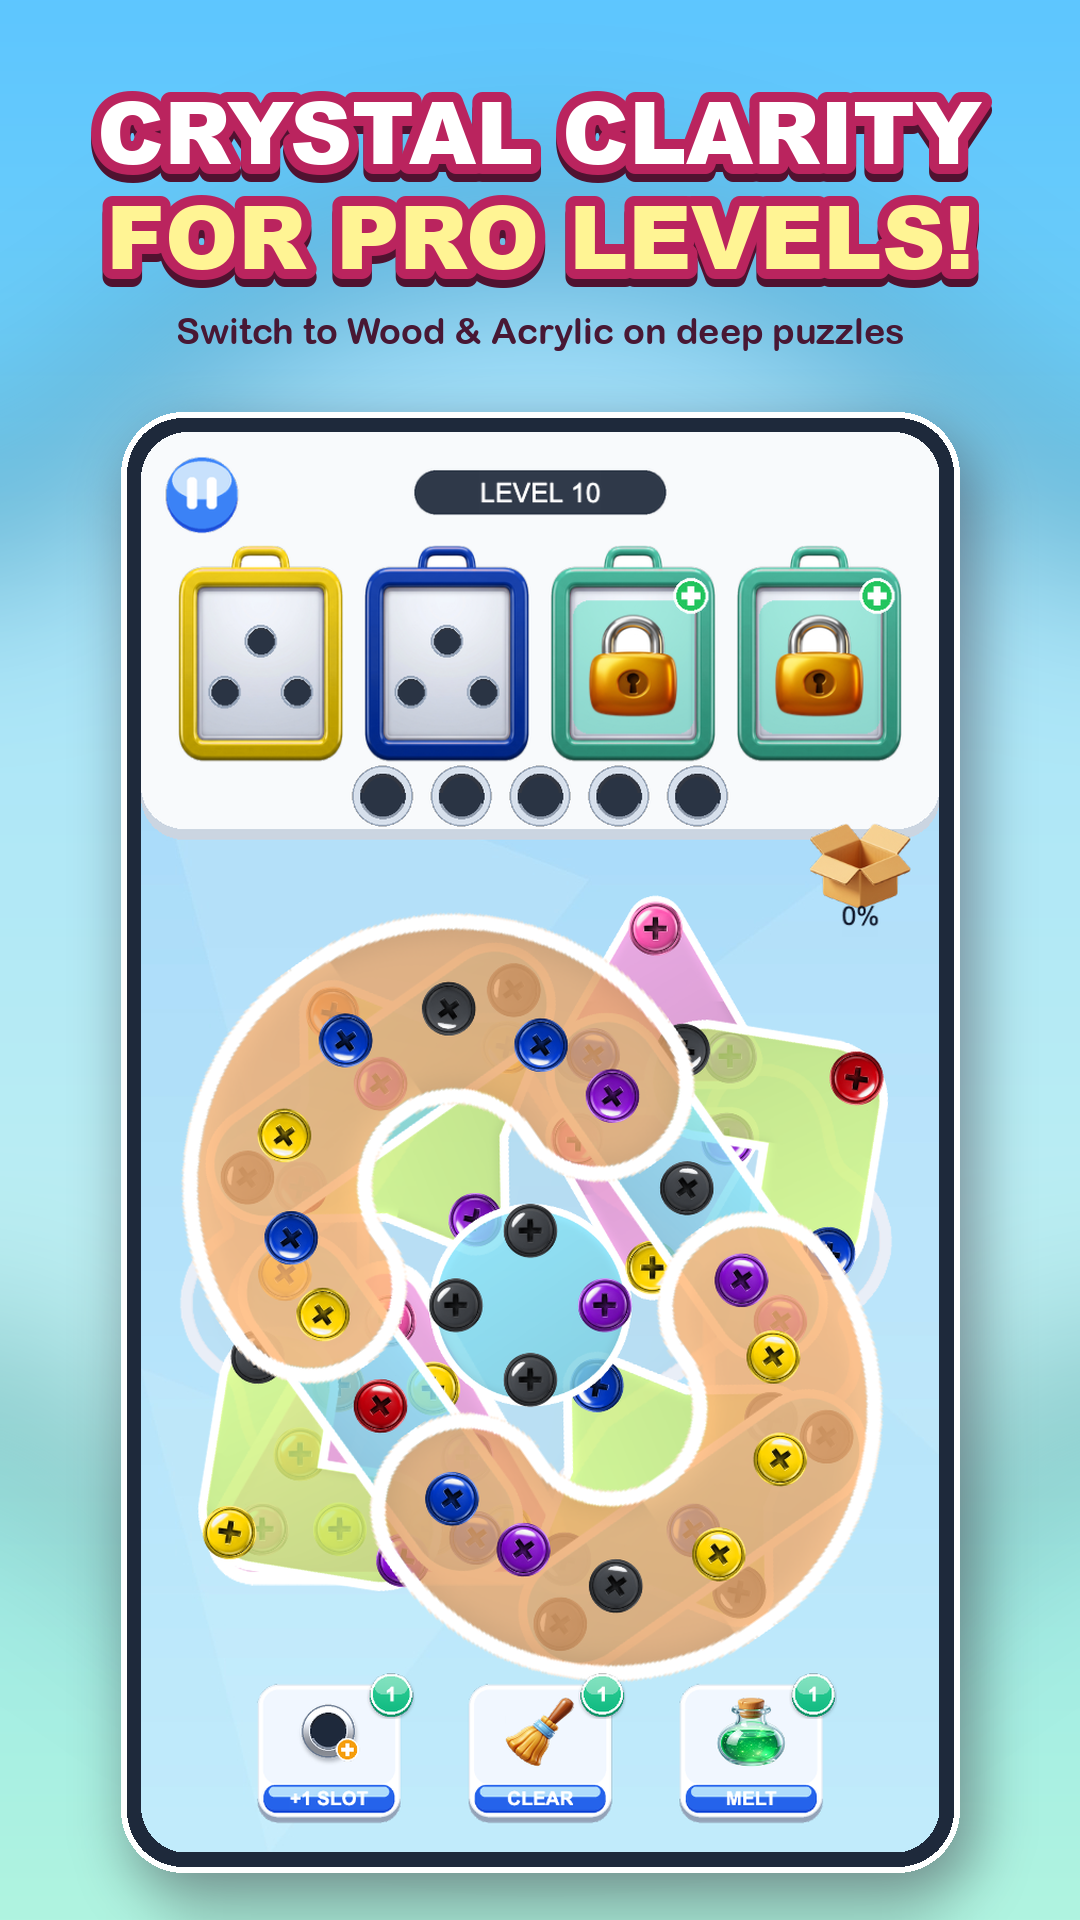 CRYSTAL CLARITY
FOR PRO LEVELS!
Switch to Wood & Acrylic on deep puzzles
LEVEL 10
0%
1
1
1
+1 SLOT
CLEAR
MELT